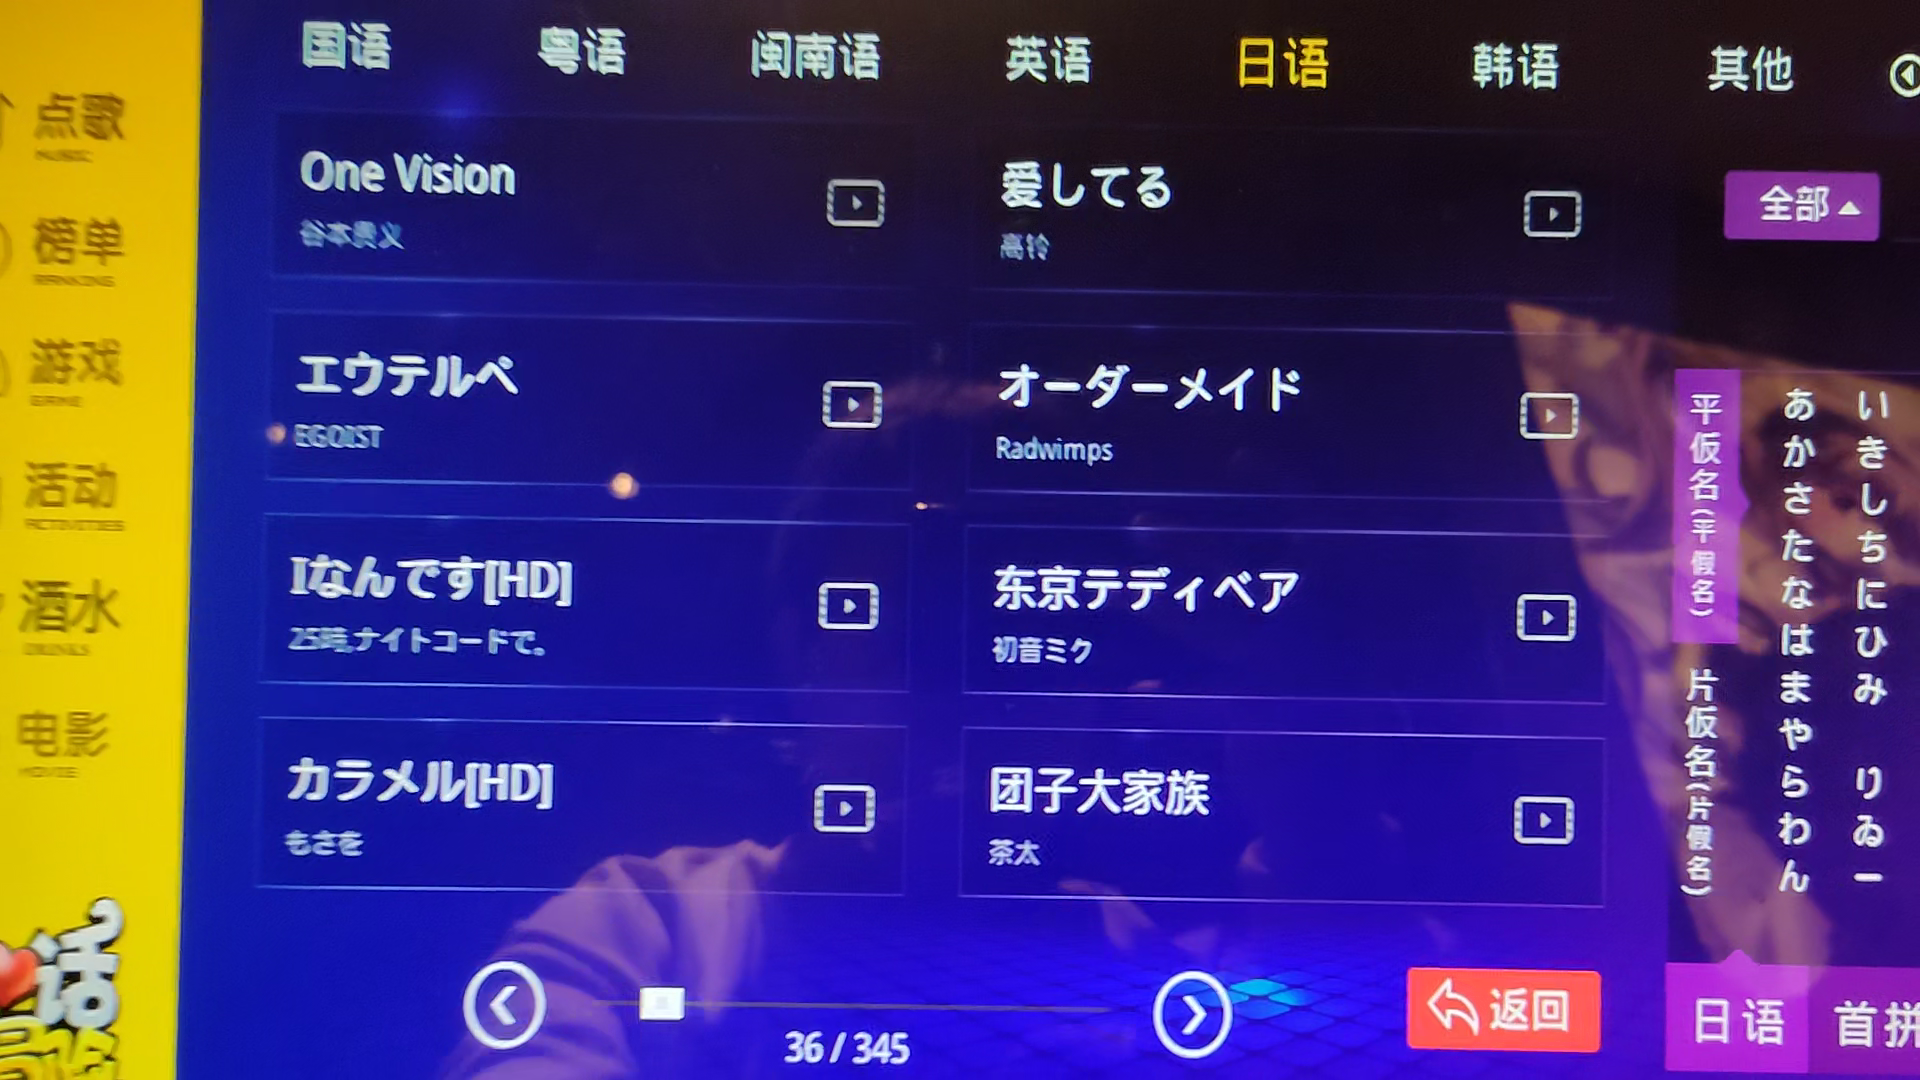 国语 粤语 闽南语 英语 日语 韩语 其他
点歌
MUSIC
榜单
RANKING
游戏
GAME
活动
ACTIVITIES
酒水
DRINKS
电影
MOVIE
话
One Vision
谷本贵义
爱してる
高铃
エウテルペ
EGOIST
オーダーメイド
Radwimps
Iなんです[HD]
25時,ナイトコードで。
东京テディベア
初音ミク
カラメル[HD]
もさを
团子大家族
茶太
36 / 345
返回
全部
平仮名(平假名)
片仮名(片假名)
あかさたなはまやらわん
いきしちにひみ りゐー
日语
首拼